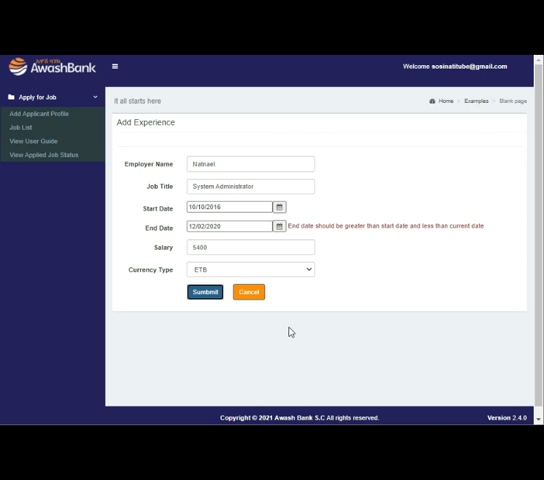 AwashBank
Welcome sosinatitube@gmail.com
Apply for Job
Add Applicant Profile
Job List
View User Guide
View Applied Job Status
It all starts here
Home > Examples > Blank page
Add Experience
Employer Name Natnael
Job Title System Administrator
Start Date 10/10/2016
End Date 12/02/2020 End date should be greater than start date and less than current date
Salary 5400
Currency Type ETB
Sumbmit Cancel
Copyright © 2021 Awash Bank S.C All rights reserved. Version 2.4.0